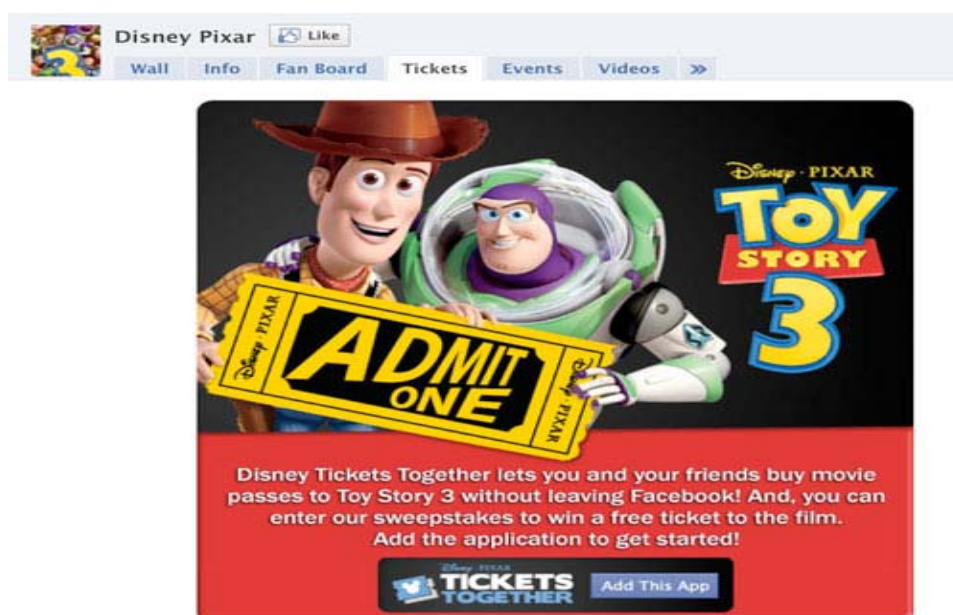 Disney Pixar Like
Wall Info Fan Board Tickets Events Videos »
Disney · PIXAR
TOY
STORY
3
Disney · PIXAR
ADMIT
ONE
Disney · PIXAR
Disney Tickets Together lets you and your friends buy movie
passes to Toy Story 3 without leaving Facebook! And, you can
enter our sweepstakes to win a free ticket to the film.
Add the application to get started!
Disney · PIXAR
TICKETS
TOGETHER
Add This App